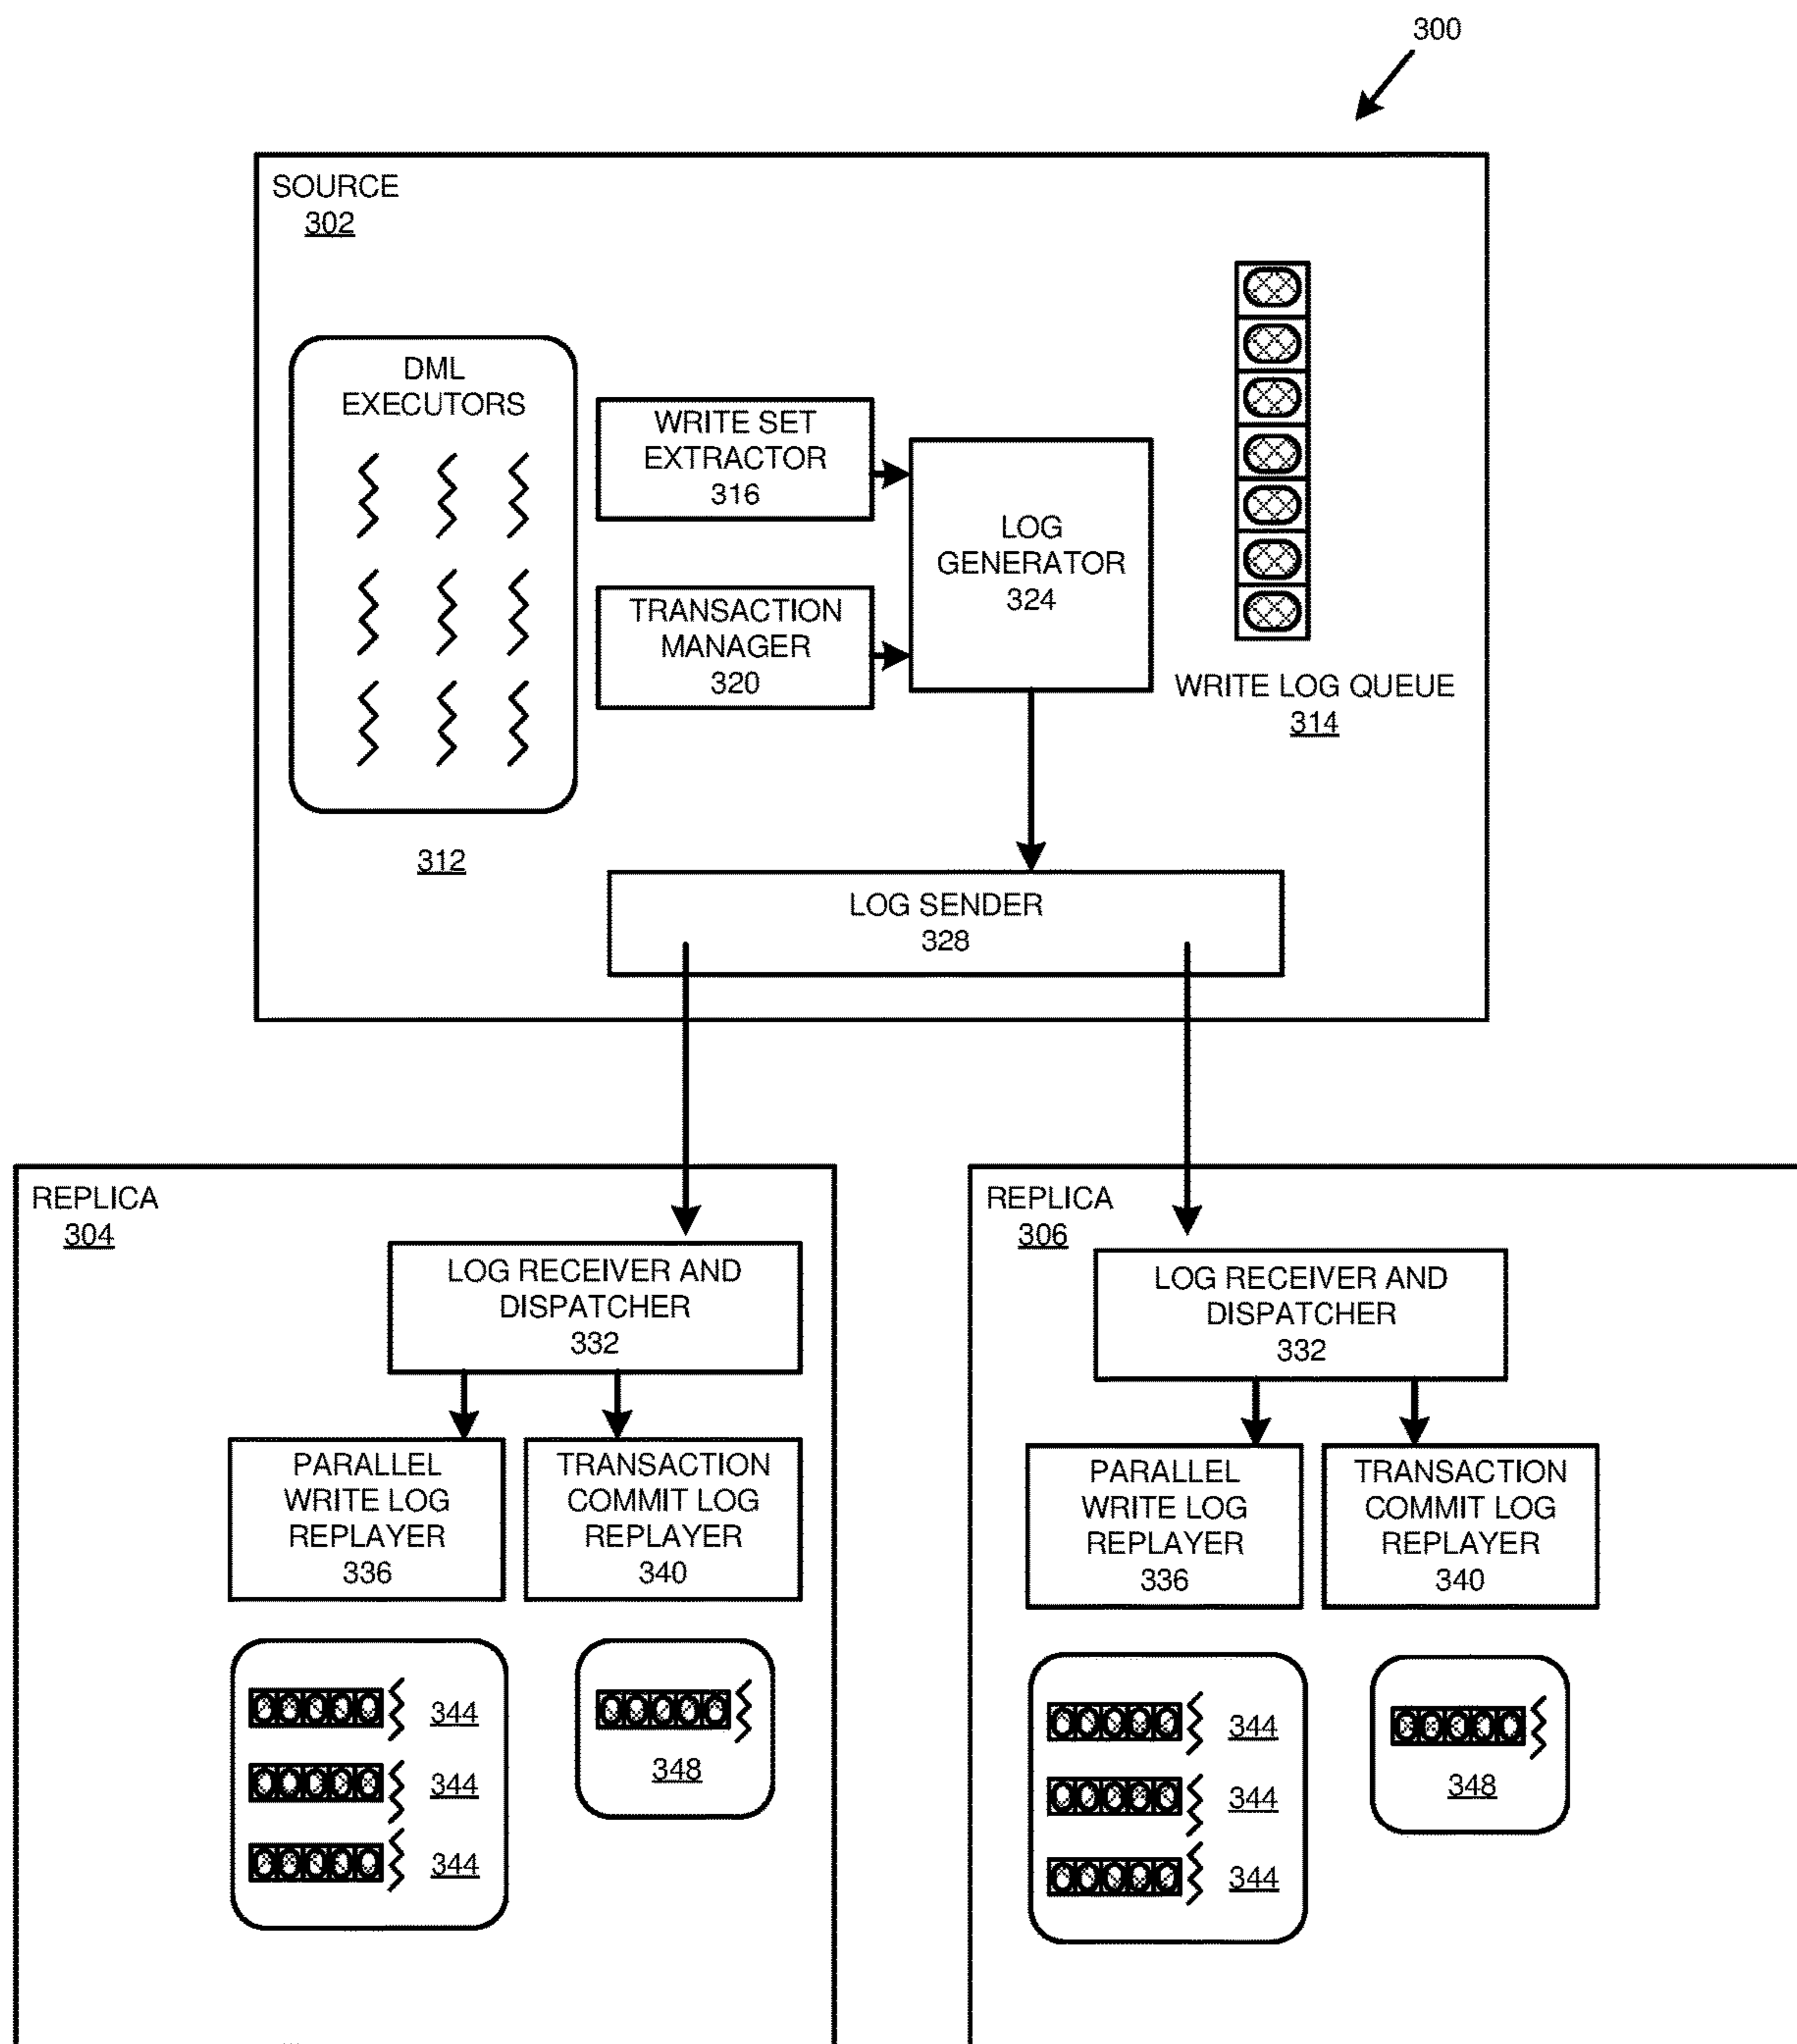 300
SOURCE
302
DML
EXECUTORS
312
WRITE SET
EXTRACTOR
316
TRANSACTION
MANAGER
320
LOG
GENERATOR
324
WRITE LOG QUEUE
314
LOG SENDER
328
REPLICA
304
LOG RECEIVER AND
DISPATCHER
332
PARALLEL
WRITE LOG
REPLAYER
336
TRANSACTION
COMMIT LOG
REPLAYER
340
344
344
344
348
REPLICA
306
LOG RECEIVER AND
DISPATCHER
332
PARALLEL
WRITE LOG
REPLAYER
336
TRANSACTION
COMMIT LOG
REPLAYER
340
344
344
344
348